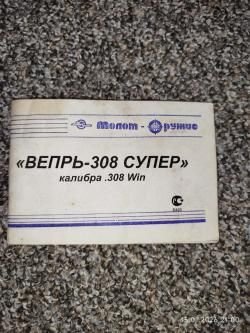 Молот - Оружие
«ВЕПРЬ-308 СУПЕР»
калибра .308 Win